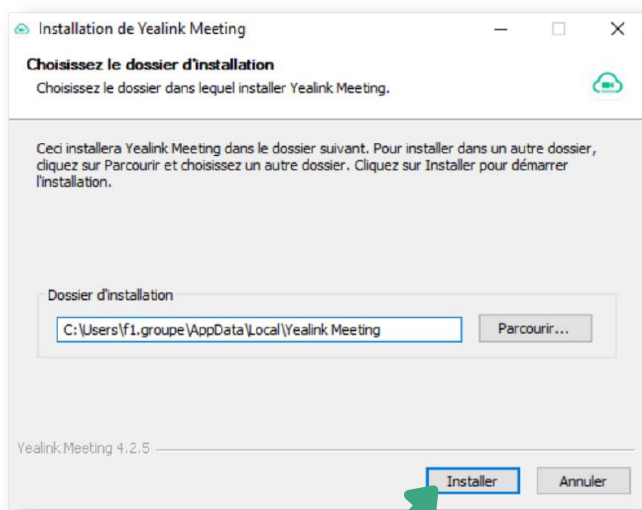 Installation de Yealink Meeting
Choisissez le dossier d'installation
Choisissez le dossier dans lequel installer Yealink Meeting.
Ceci installera Yealink Meeting dans le dossier suivant. Pour installer dans un autre dossier,
cliquez sur Parcourir et choisissez un autre dossier. Cliquez sur Installer pour démarrer
l'installation.
Dossier d'installation
C:\Users\f1.groupe\AppData\Local\Yealink Meeting
Parcourir...
Yealink Meeting 4.2.5
Installer
Annuler